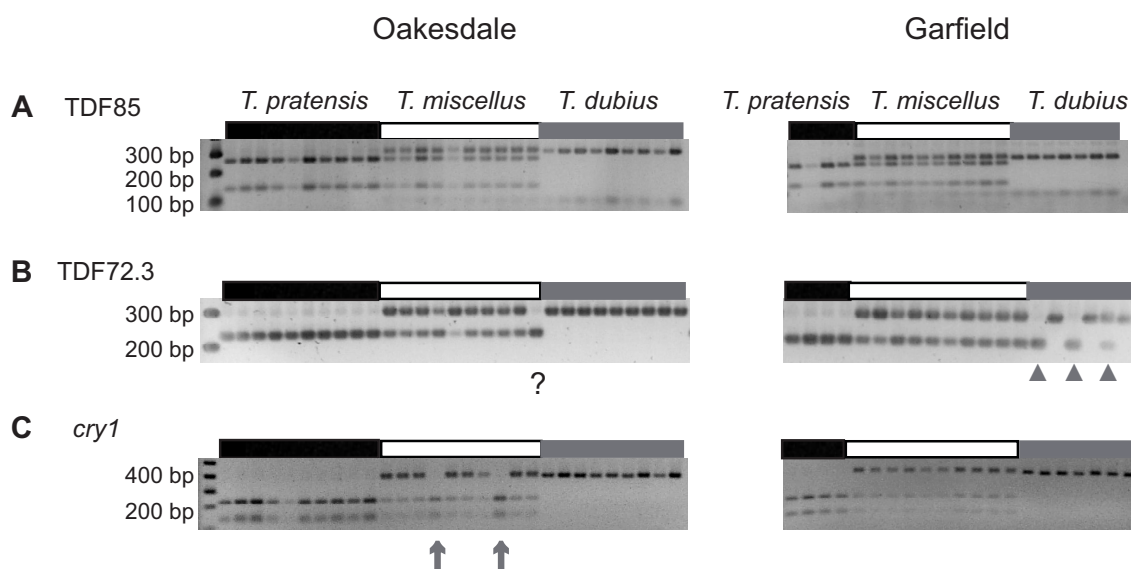 Oakesdale Garfield
A TDF85 T. pratensis T. miscellus T. dubius T. pratensis T. miscellus T. dubius
300 bp
200 bp
100 bp
B TDF72.3
300 bp
200 bp
?
C cry1
400 bp
200 bp